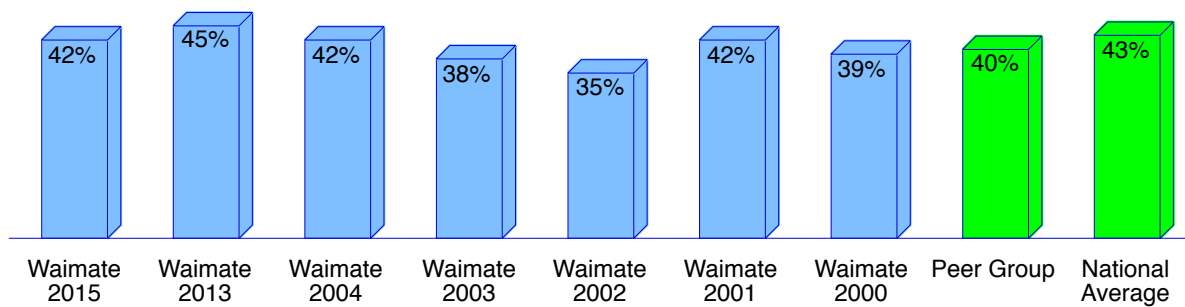 42%
45%
42%
38%
35%
42%
39%
40%
43%
Waimate
2015
Waimate
2013
Waimate
2004
Waimate
2003
Waimate
2002
Waimate
2001
Waimate
2000
Peer Group
National
Average